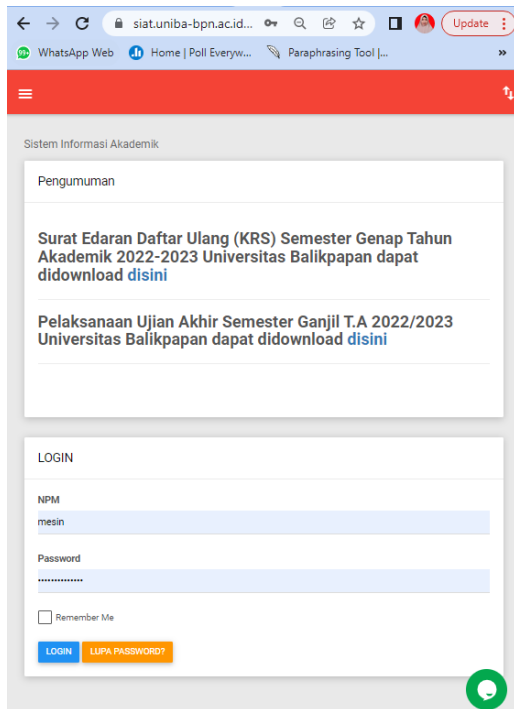 siat.uniba-bpn.ac.id...
Update
99+
WhatsApp Web
Home | Poll Everyw...
Paraphrasing Tool |...
»
Sistem Informasi Akademik
Pengumuman
Surat Edaran Daftar Ulang (KRS) Semester Genap Tahun
Akademik 2022-2023 Universitas Balikpapan dapat
didownload disini
Pelaksanaan Ujian Akhir Semester Ganjil T.A 2022/2023
Universitas Balikpapan dapat didownload disini
LOGIN
NPM
mesin
Password
••••••••••••••
Remember Me
LOGIN
LUPA PASSWORD?